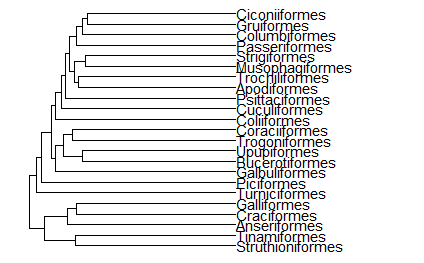 Ciconiiformes
Gruiformes
Columbiformes
Passeriformes
Strigiformes
Musophagiformes
Trochiliformes
Apodiformes
Psittaciformes
Cuculiformes
Coliiformes
Coraciiformes
Trogoniformes
Upupiformes
Bucerotiformes
Galbuliformes
Piciformes
Turniciformes
Galliformes
Craciformes
Anseriformes
Tinamiformes
Struthioniformes